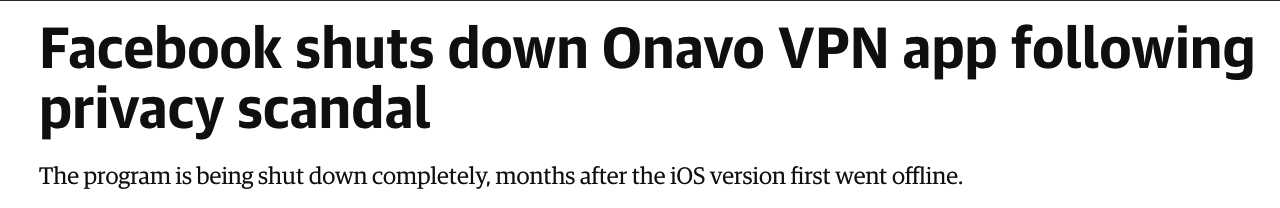 Facebook shuts down Onavo VPN app following
privacy scandal
The program is being shut down completely, months after the iOS version first went offline.